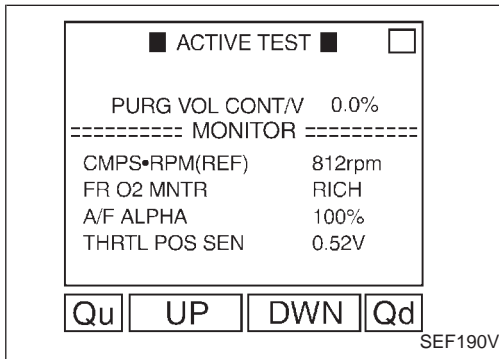 ■ ACTIVE TEST ■
PURG VOL CONT/V 0.0%
========== MONITOR ==========
CMPS•RPM(REF) 812rpm
FR O2 MNTR RICH
A/F ALPHA 100%
THRTL POS SEN 0.52V
Qu UP DWN Qd
SEF190V